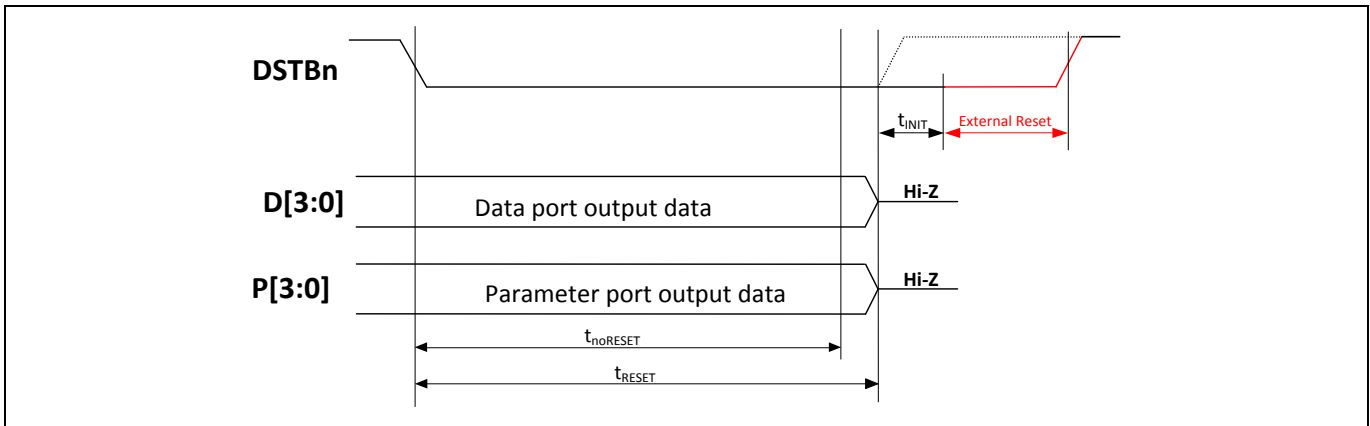 DSTBn
tINIT
External Reset
D[3:0]
Data port output data
Hi-Z
P[3:0]
Parameter port output data
Hi-Z
tnoRESET
tRESET